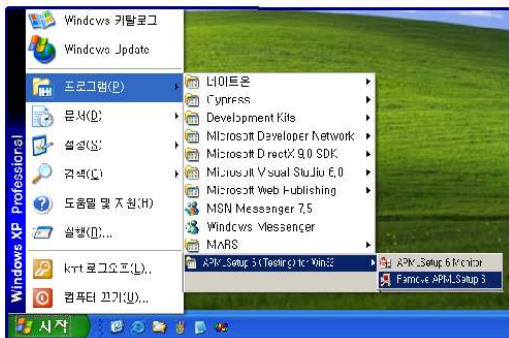 Windows 카탈로그
Windows Update
프로그램(P)
문서(D)
설정(S)
검색(C)
도움말 및 지원(H)
실행(R)...
kmt 로그오프(L)...
컴퓨터 끄기(U)...
Windows XP Professional
네이트온
Cypress
Development Kits
Microsoft Developer Network
Microsoft DirectX 9.0 SDK
Microsoft Visual Studio 6.0
Microsoft Web Publishing
MSN Messenger 7.5
Windows Messenger
MARS
APM_Setup 6 (Testing) for Win32
APM_Setup 6 Monitor
Remove APM_Setup 6
시작